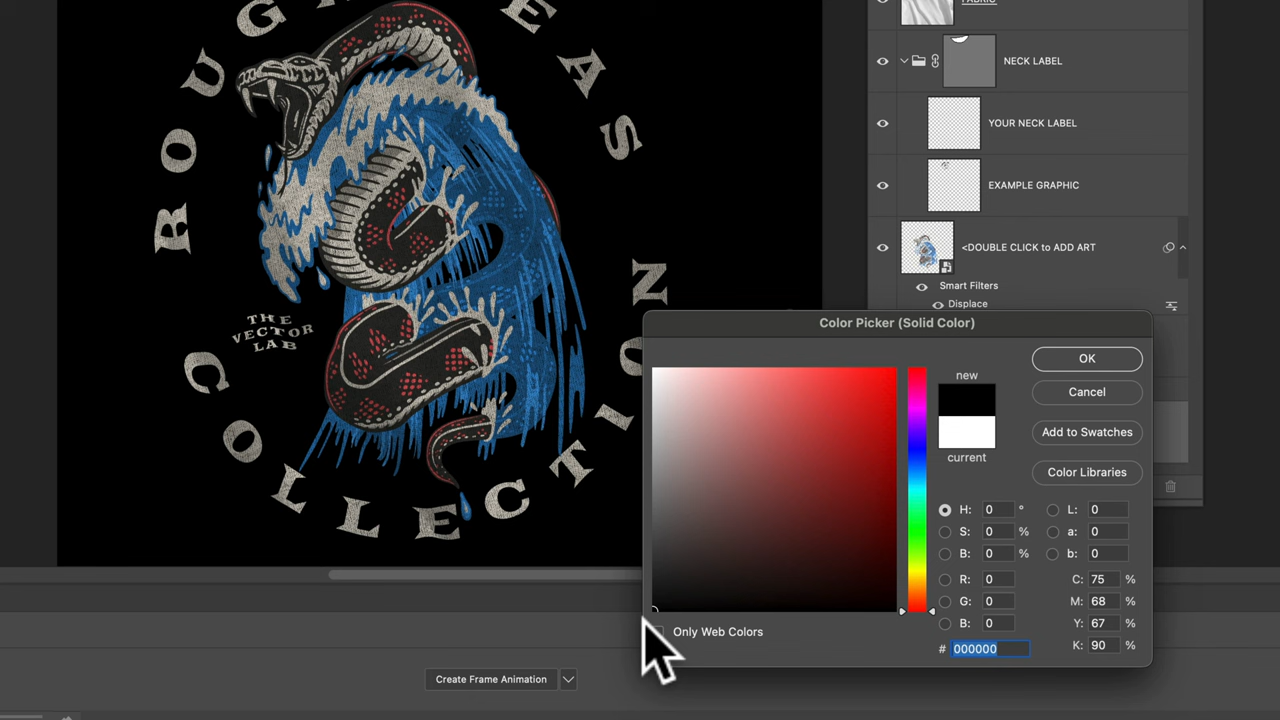 ROUGH SEAS
COLLECTION
THE
VECTOR
LAB
FABRIC
NECK LABEL
YOUR NECK LABEL
EXAMPLE GRAPHIC
<DOUBLE CLICK to ADD ART
Smart Filters
Displace
Color Picker (Solid Color)
new
current
OK
Cancel
Add to Swatches
Color Libraries
H: 0 ° L: 0
S: 0 % a: 0
B: 0 % b: 0
R: 0 C: 75 %
G: 0 M: 68 %
B: 0 Y: 67 %
# 000000 K: 90 %
Only Web Colors
Create Frame Animation